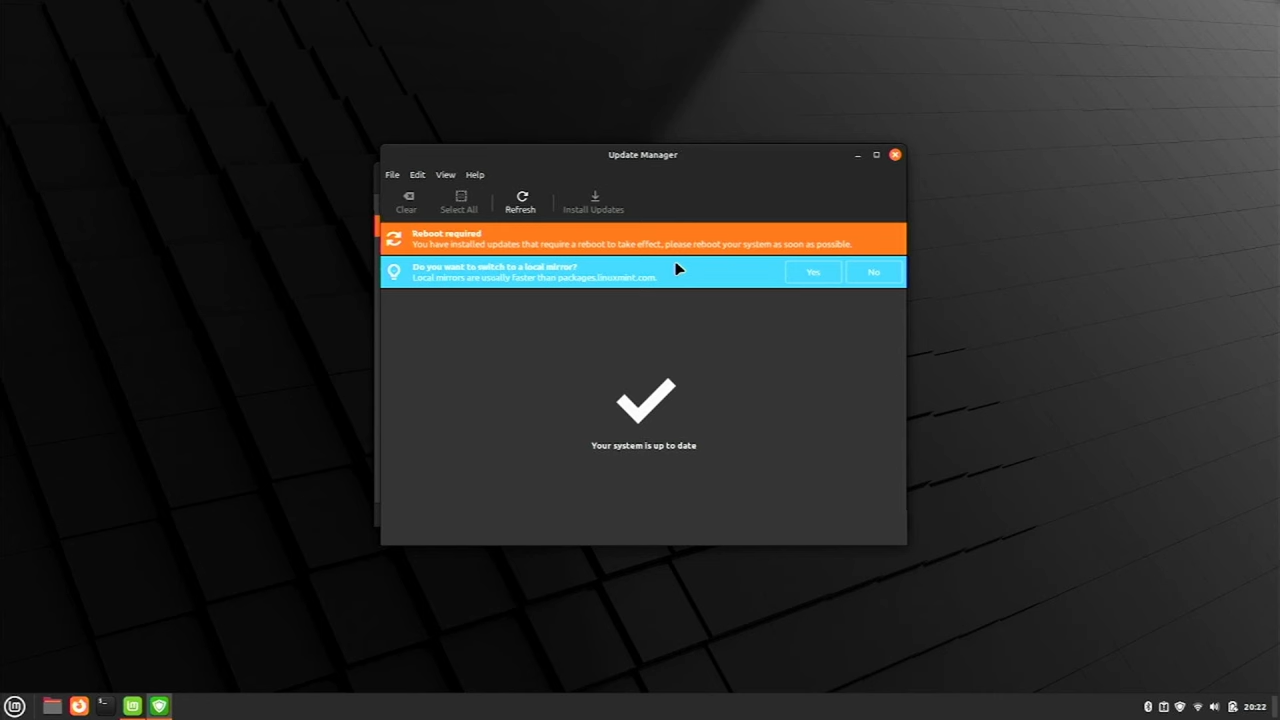 Update Manager
File Edit View Help
Clear Select All Refresh Install Updates
Reboot required
You have installed updates that require a reboot to take effect, please reboot your system as soon as possible.
Do you want to switch to a local mirror?
Local mirrors are usually faster than packages.linuxmint.com.
Yes No
Your system is up to date
20:22